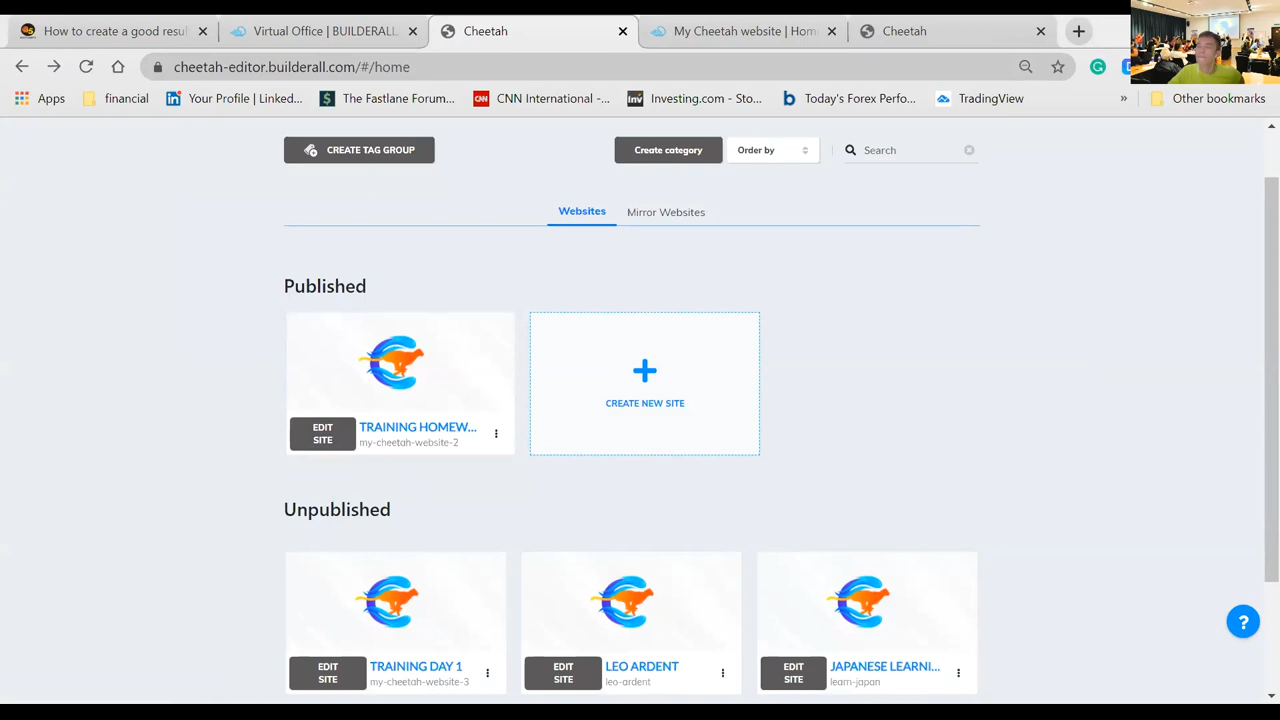 How to create a good resul
Virtual Office | BUILDERALL
Cheetah
My Cheetah website | Hom
Cheetah
cheetah-editor.builderall.com/#/home
Apps
financial
Your Profile | Linked...
The Fastlane Forum...
CNN International -...
Investing.com - Sto...
Today's Forex Perfo...
TradingView
»
Other bookmarks
CREATE TAG GROUP
Create category
Order by
Search
Websites
Mirror Websites
Published
EDIT SITE
TRAINING HOMEW...
my-cheetah-website-2
CREATE NEW SITE
Unpublished
EDIT SITE
TRAINING DAY 1
my-cheetah-website-3
EDIT SITE
LEO ARDENT
leo-ardent
EDIT SITE
JAPANESE LEARNI...
learn-japan
?